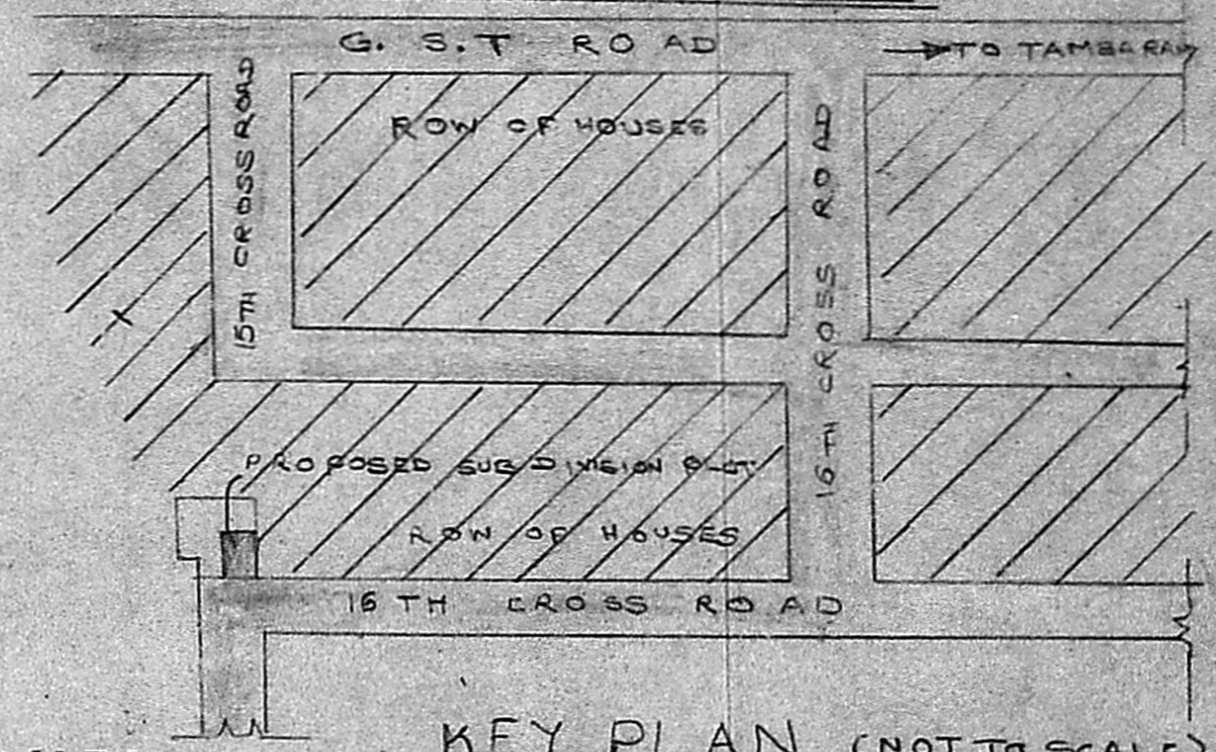 G. S.T ROAD
TO TAMBARAM
15TH CROSS ROAD
ROW OF HOUSES
16TH CROSS ROAD
PROPOSED SUB DIVISION PLOT
ROW OF HOUSES
16TH CROSS ROAD
KEY PLAN (NOT TO SCALE)